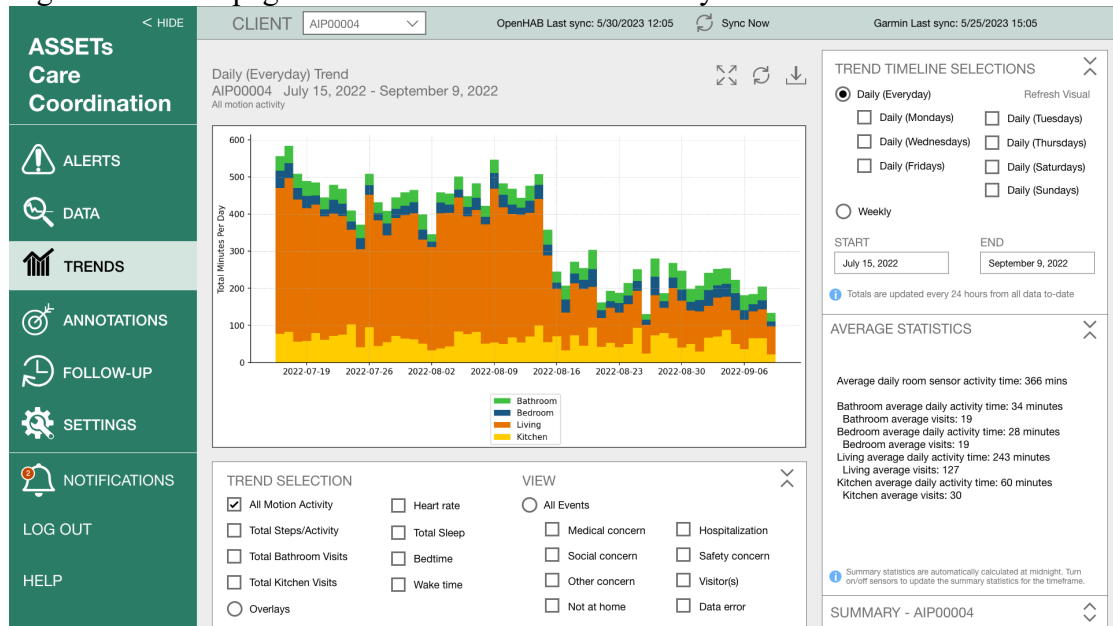 < HIDE
ASSETs
Care
Coordination
ALERTS
DATA
TRENDS
ANNOTATIONS
FOLLOW-UP
SETTINGS
2
NOTIFICATIONS
LOG OUT
HELP
CLIENT AIP00004 OpenHAB Last sync: 5/30/2023 12:05 Sync Now Garmin Last sync: 5/25/2023 15:05
Daily (Everyday) Trend
AIP00004 July 15, 2022 - September 9, 2022
All motion activity
Total Minutes Per Day
600
500
400
300
200
100
0
2022-07-19 2022-07-26 2022-08-02 2022-08-09 2022-08-16 2022-08-23 2022-08-30 2022-09-06
Bathroom
Bedroom
Living
Kitchen
TREND SELECTION VIEW
All Motion Activity Heart rate All Events
Total Steps/Activity Total Sleep Medical concern Hospitalization
Total Bathroom Visits Bedtime Social concern Safety concern
Total Kitchen Visits Wake time Other concern Visitor(s)
Overlays Not at home Data error
TREND TIMELINE SELECTIONS
Daily (Everyday) Refresh Visual
Daily (Mondays) Daily (Tuesdays)
Daily (Wednesdays) Daily (Thursdays)
Daily (Fridays) Daily (Saturdays)
Daily (Sundays)
Weekly
START END
July 15, 2022 September 9, 2022
Totals are updated every 24 hours from all data to-date
AVERAGE STATISTICS
Average daily room sensor activity time: 366 mins
Bathroom average daily activity time: 34 minutes
Bathroom average visits: 19
Bedroom average daily activity time: 28 minutes
Bedroom average visits: 19
Living average daily activity time: 243 minutes
Living average visits: 127
Kitchen average daily activity time: 60 minutes
Kitchen average visits: 30
Summary statistics are automatically calculated at midnight. Turn
on/off sensors to update the summary statistics for the timeframe.
SUMMARY - AIP00004